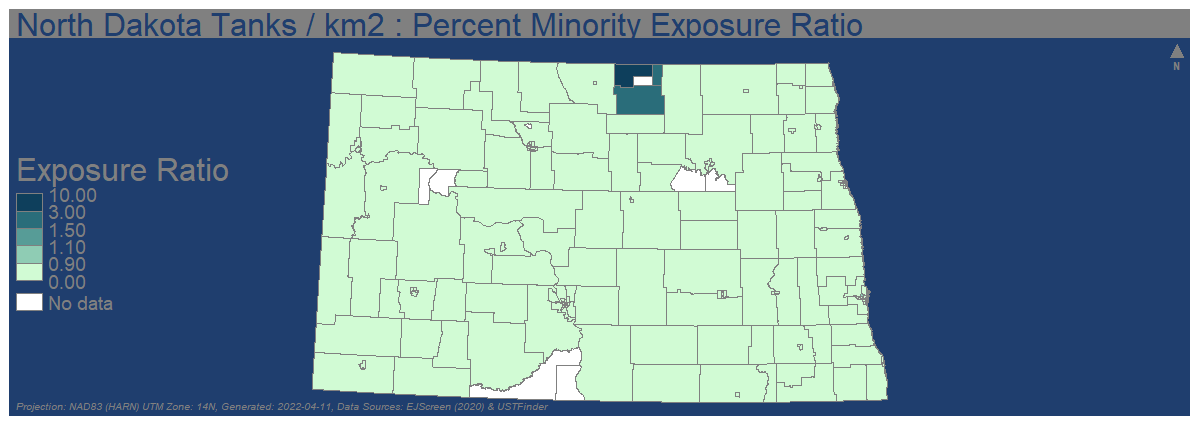 North Dakota Tanks / km2 : Percent Minority Exposure Ratio
N
Exposure Ratio
10.00
3.00
1.50
1.10
0.90
0.00
No data
Projection: NAD83 (HARN) UTM Zone: 14N, Generated: 2022-04-11, Data Sources: EJScreen (2020) & USTFinder